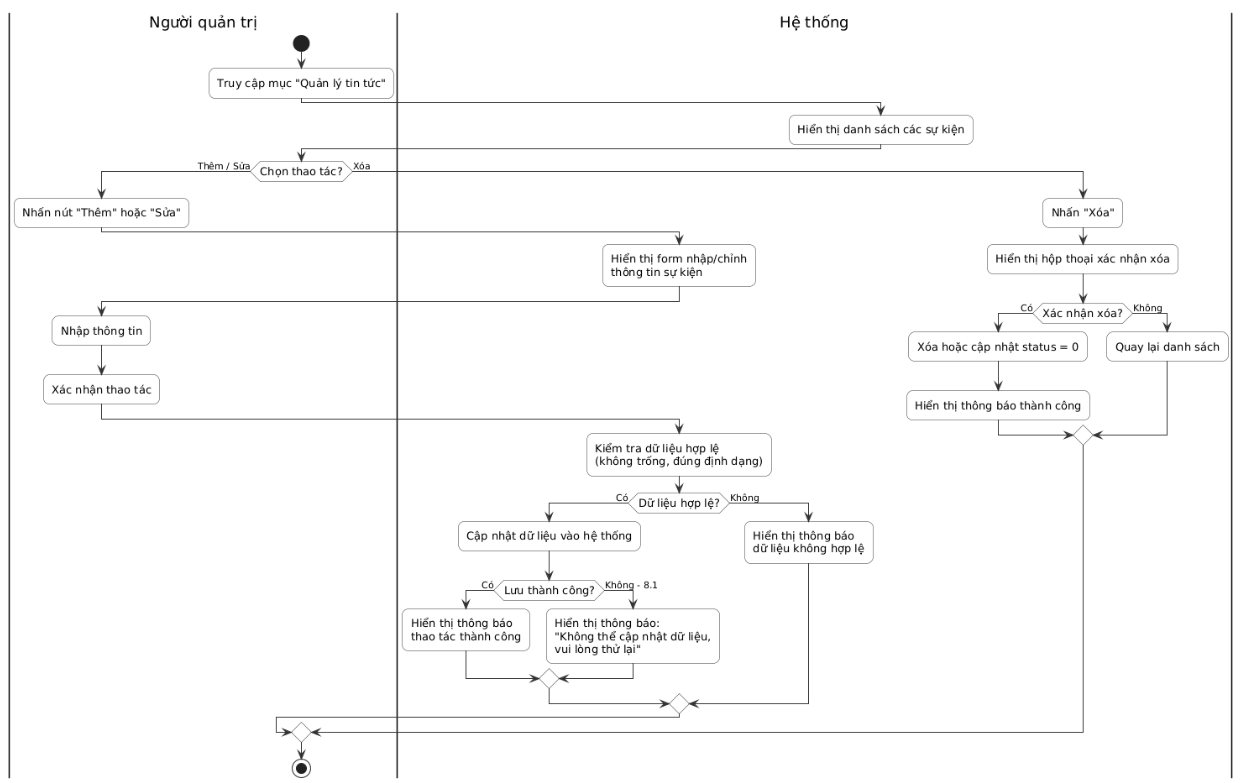 Người quản trị
Hệ thống
Truy cập mục "Quản lý tin tức"
Hiển thị danh sách các sự kiện
Thêm / Sửa
Chọn thao tác?
Xóa
Nhấn nút "Thêm" hoặc "Sửa"
Nhấn "Xóa"
Hiển thị form nhập/chỉnh
thông tin sự kiện
Hiển thị hộp thoại xác nhận xóa
Nhập thông tin
Có
Xác nhận xóa?
Không
Xóa hoặc cập nhật status = 0
Quay lại danh sách
Xác nhận thao tác
Hiển thị thông báo thành công
Kiểm tra dữ liệu hợp lệ
(không trống, đúng định dạng)
Có
Dữ liệu hợp lệ?
Không
Cập nhật dữ liệu vào hệ thống
Hiển thị thông báo
dữ liệu không hợp lệ
Có
Lưu thành công?
Không - 8.1
Hiển thị thông báo
thao tác thành công
Hiển thị thông báo:
"Không thể cập nhật dữ liệu,
vui lòng thử lại"